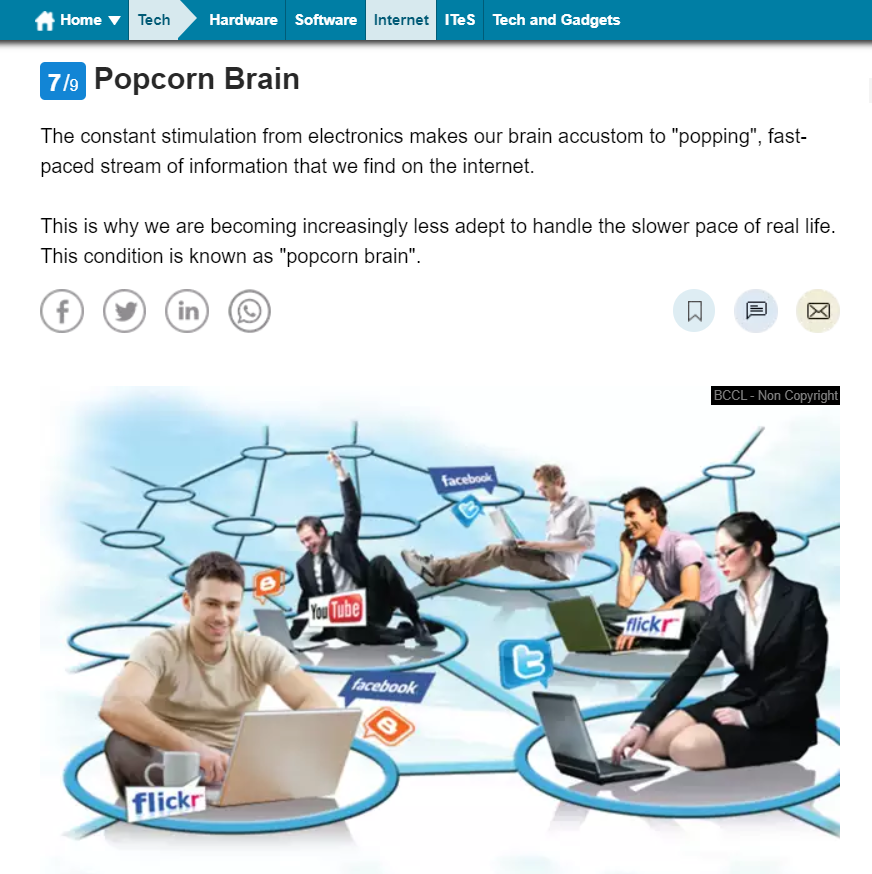 Home Tech Hardware Software Internet ITeS Tech and Gadgets
7/9 Popcorn Brain
The constant stimulation from electronics makes our brain accustom to "popping", fast-
paced stream of information that we find on the internet.
This is why we are becoming increasingly less adept to handle the slower pace of real life.
This condition is known as "popcorn brain".
f in
BCCL - Non Copyright
facebook
You Tube
flickr
facebook
flickr